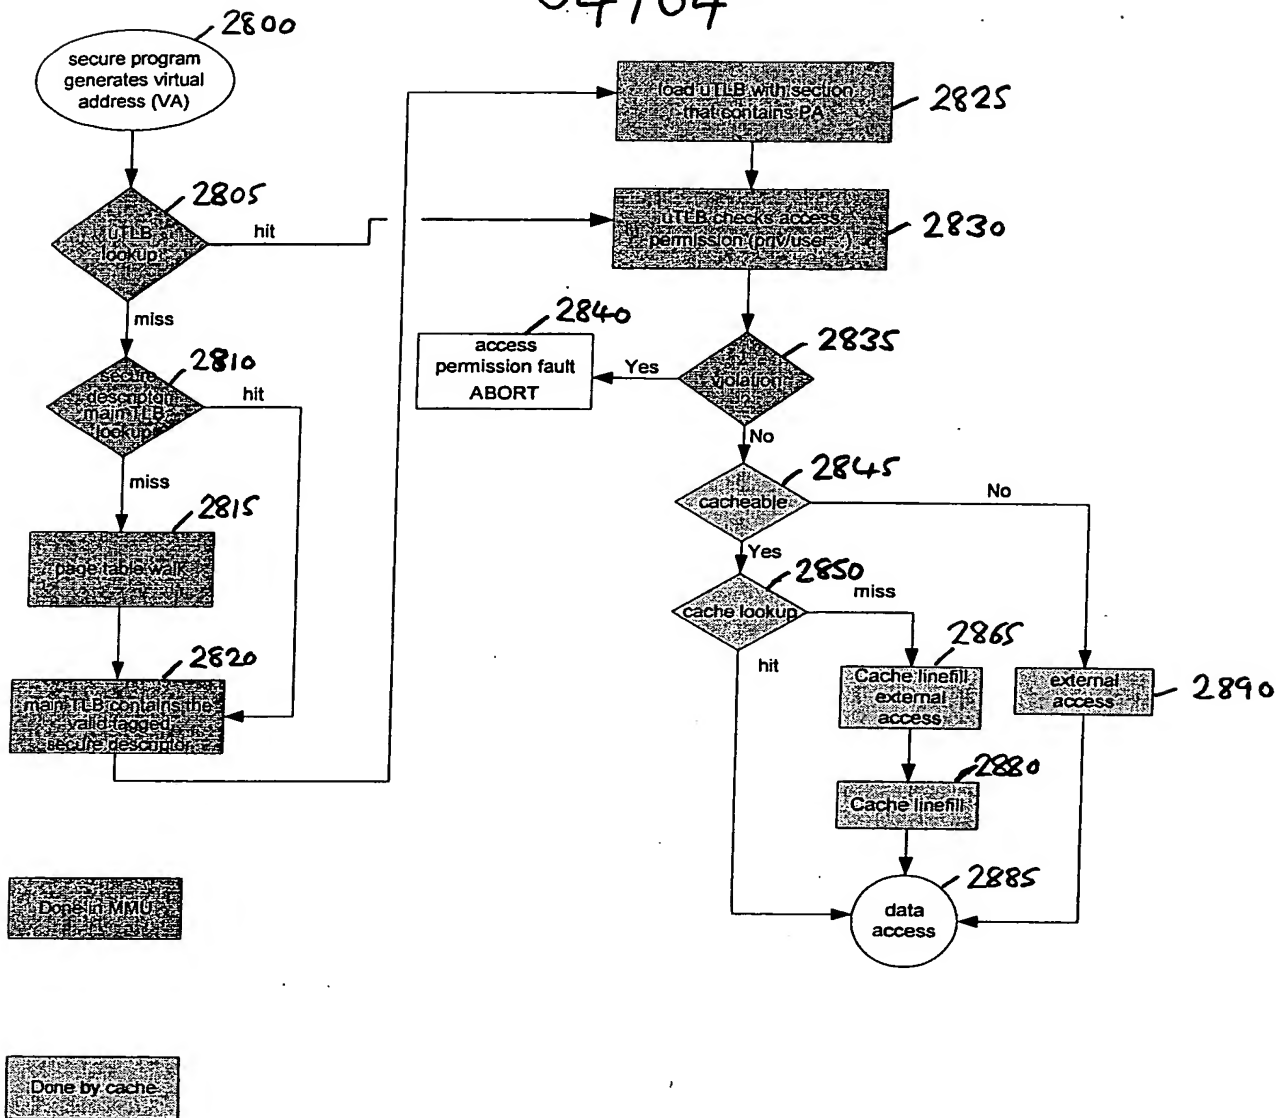 54/64
2800
secure program
generates virtual
address (VA)
2805
uTLB
lookup
hit
miss
2810
secure
descriptor
mainTLB
lookup
hit
miss
2815
page table walk
2820
main TLB contains the
valid tagged
secure descriptor
load uTLB with section
that contains PA
2825
uTLB checks access
permission (priv/user...)
2830
2840
access
permission fault
ABORT
Yes
violation
2835
No
2845
cacheable
No
Yes
2850
cache lookup
miss
hit
2865
Cache linefill
external
access
external
access
2890
2880
Cache linefill
2885
data
access
Done in MMU
Done by cache